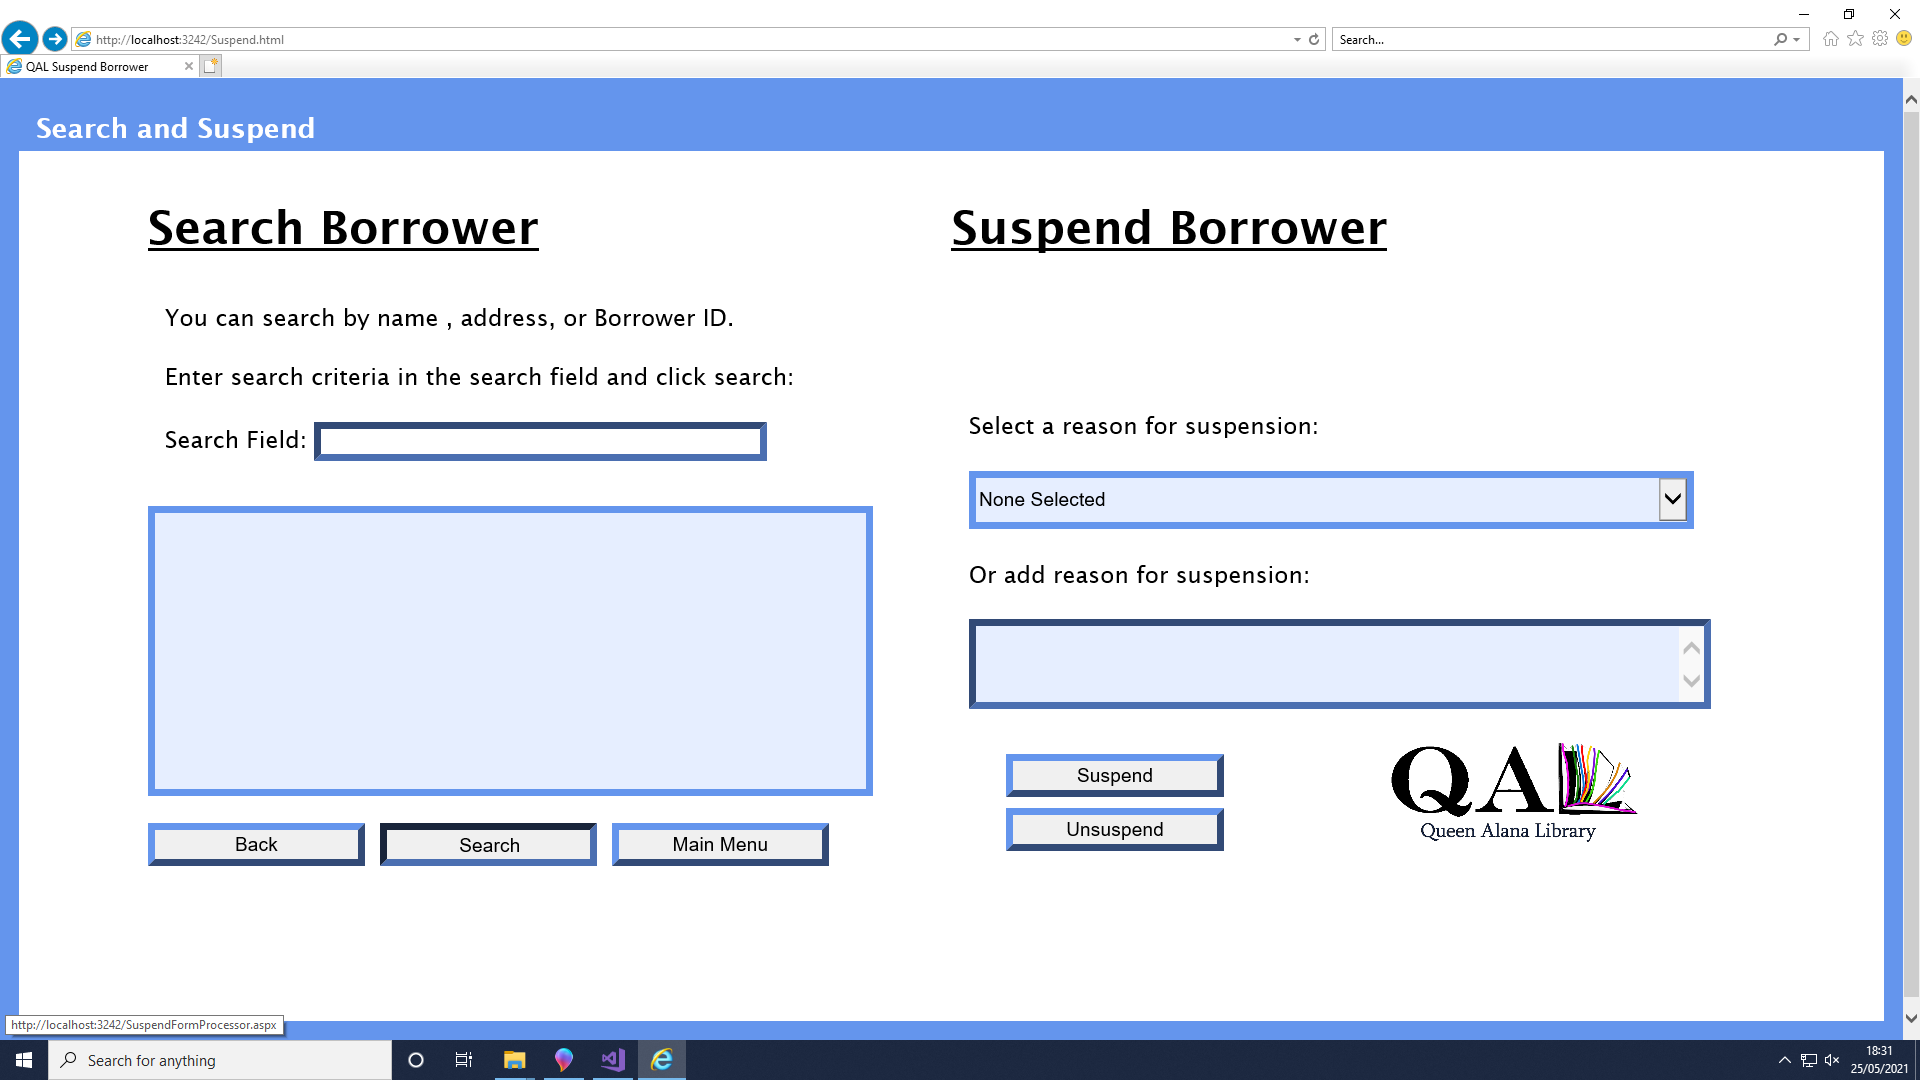 http://localhost:3242/Suspend.html
Search...
QAL Suspend Borrower
Search and Suspend
Search Borrower
You can search by name , address, or Borrower ID.
Enter search criteria in the search field and click search:
Search Field:
Back
Search
Main Menu
Suspend Borrower
Select a reason for suspension:
None Selected
Or add reason for suspension:
Suspend
Unsuspend
QAL
Queen Alana Library
http://localhost:3242/SuspendFormProcessor.aspx
Search for anything
18:31
25/05/2021